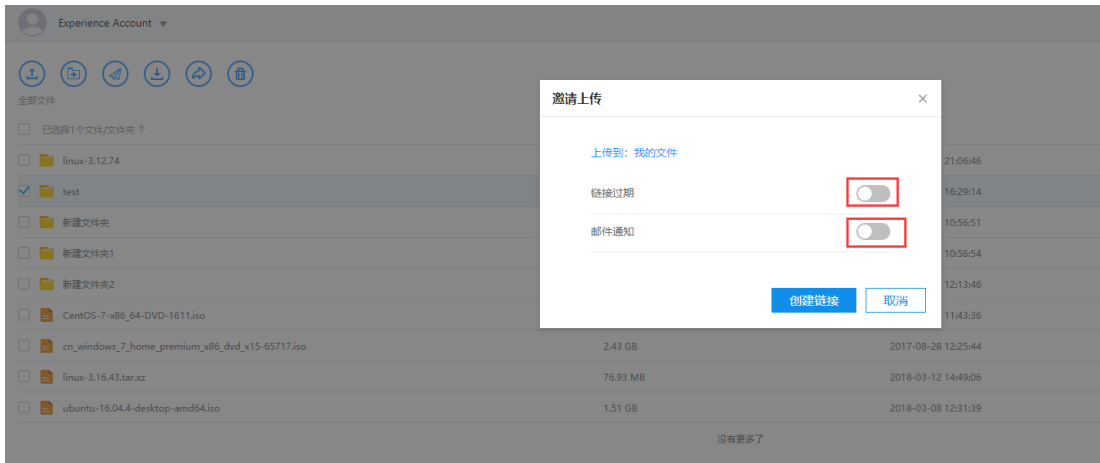 Experience Account
全部文件
已选择1个文件/文件夹
邀请上传
上传到：我的文件
链接过期
邮件通知
创建链接 取消
linux-3.12.74 21:06:46
test 16:29:14
新建文件夹 10:56:51
新建文件夹1 10:56:54
新建文件夹2 12:13:46
CentOS-7-x86_64-DVD-1611.iso 11:43:36
cn_windows_7_home_premium_x86_dvd_x15-65717.iso 2.43 GB 2017-08-28 12:25:44
linux-3.16.43.tar.xz 76.93 MB 2018-03-12 14:49:06
ubuntu-16.04.4-desktop-amd64.iso 1.51 GB 2018-03-08 12:31:39
没有更多了